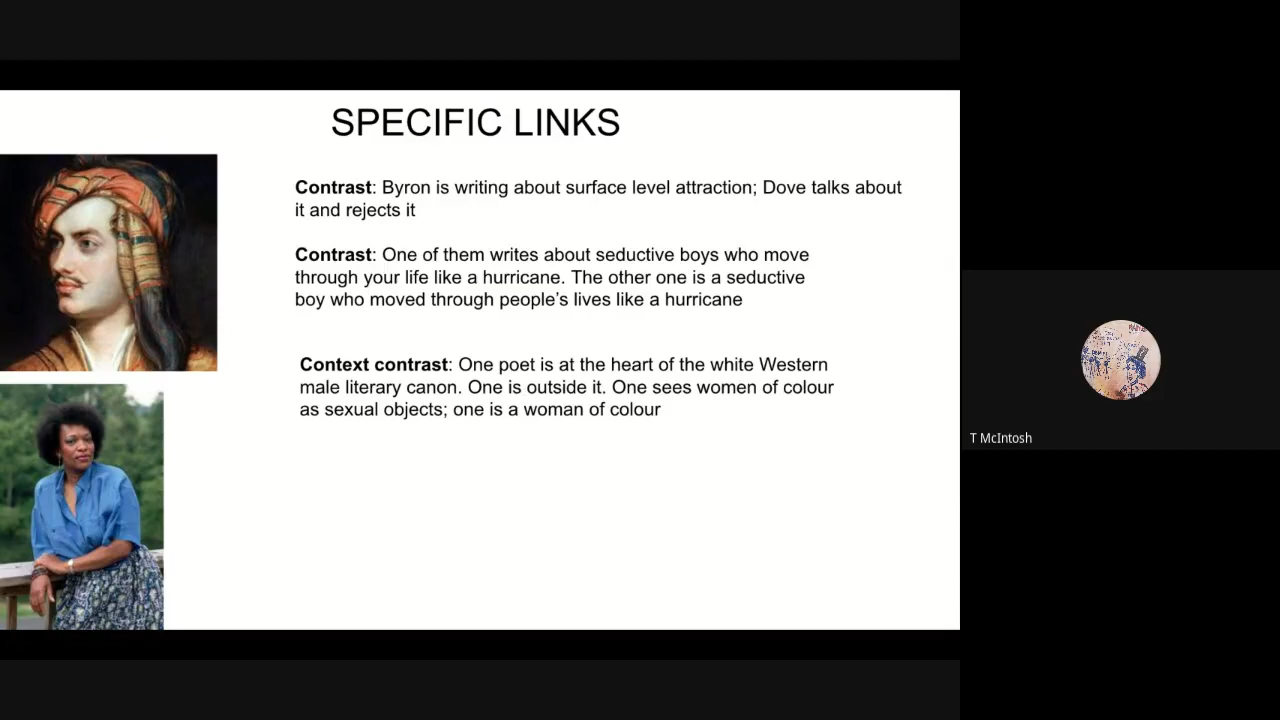 SPECIFIC LINKS
Contrast: Byron is writing about surface level attraction; Dove talks about
it and rejects it
Contrast: One of them writes about seductive boys who move
through your life like a hurricane. The other one is a seductive
boy who moved through people's lives like a hurricane
Context contrast: One poet is at the heart of the white Western
male literary canon. One is outside it. One sees women of colour
as sexual objects; one is a woman of colour
T McIntosh